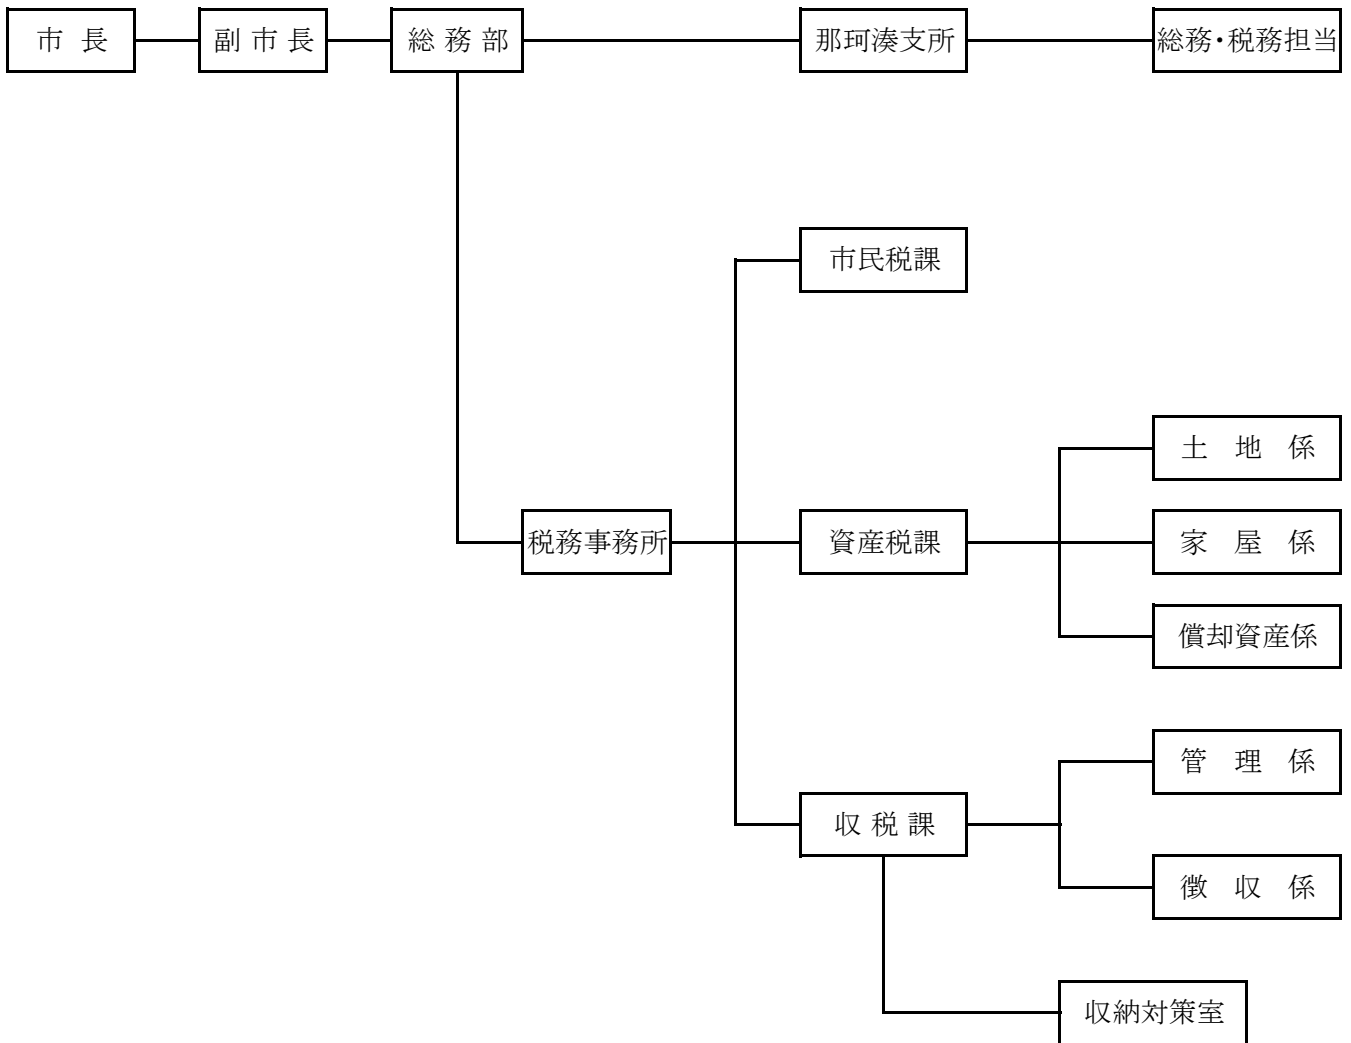 市 長
副 市 長
総 務 部
那珂湊支所
総務・税務担当
市民税課
土 地 係
税務事務所
資産税課
家 屋 係
償却資産係
管 理 係
収 税 課
徴 収 係
収納対策室